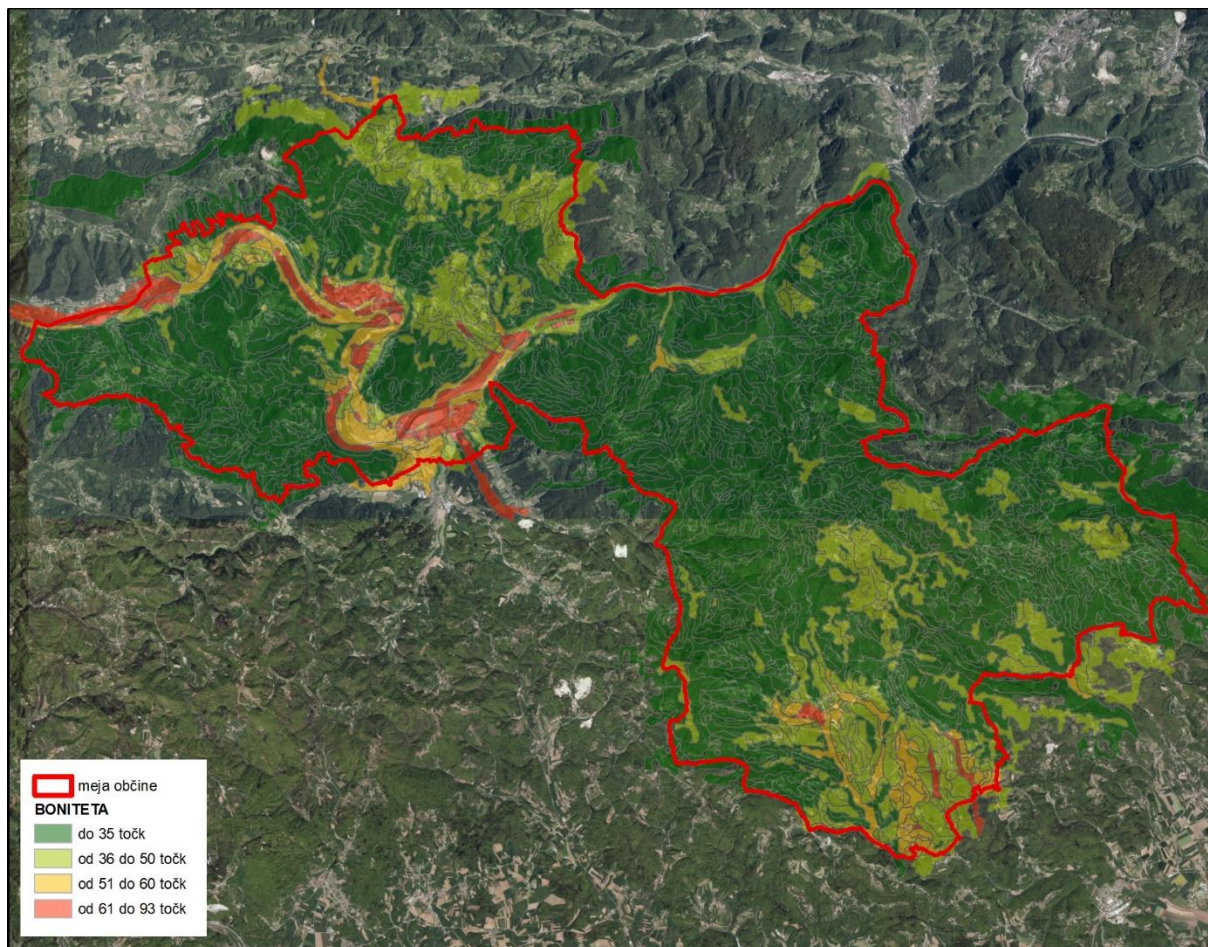 meja občine
BONITETA
do 35 točk
od 36 do 50 točk
od 51 do 60 točk
od 61 do 93 točk